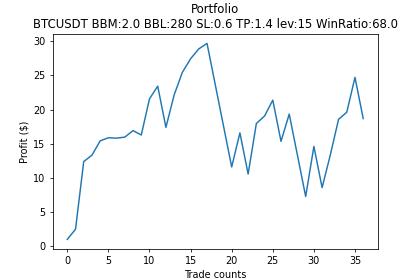 Portfolio
BTCUSDT BBM:2.0 BBL:280 SL:0.6 TP:1.4 lev:15 WinRatio:68.0
30
25
20
15
10
5
0
Profit ($)
0 5 10 15 20 25 30 35
Trade counts